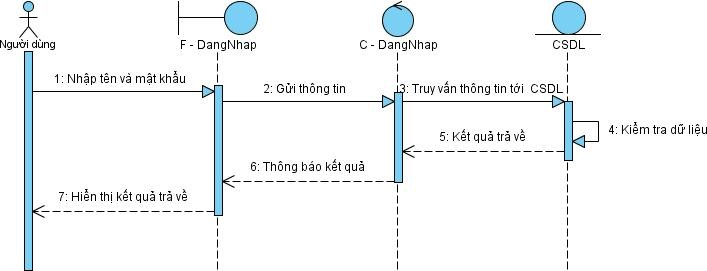 Người dùng
F - DangNhap
C - DangNhap
CSDL
1: Nhập tên và mật khẩu
2: Gửi thông tin
3: Truy vấn thông tin tới CSDL
4: Kiểm tra dữ liệu
5: Kết quả trả về
6: Thông báo kết quả
7: Hiển thị kết quả trả về